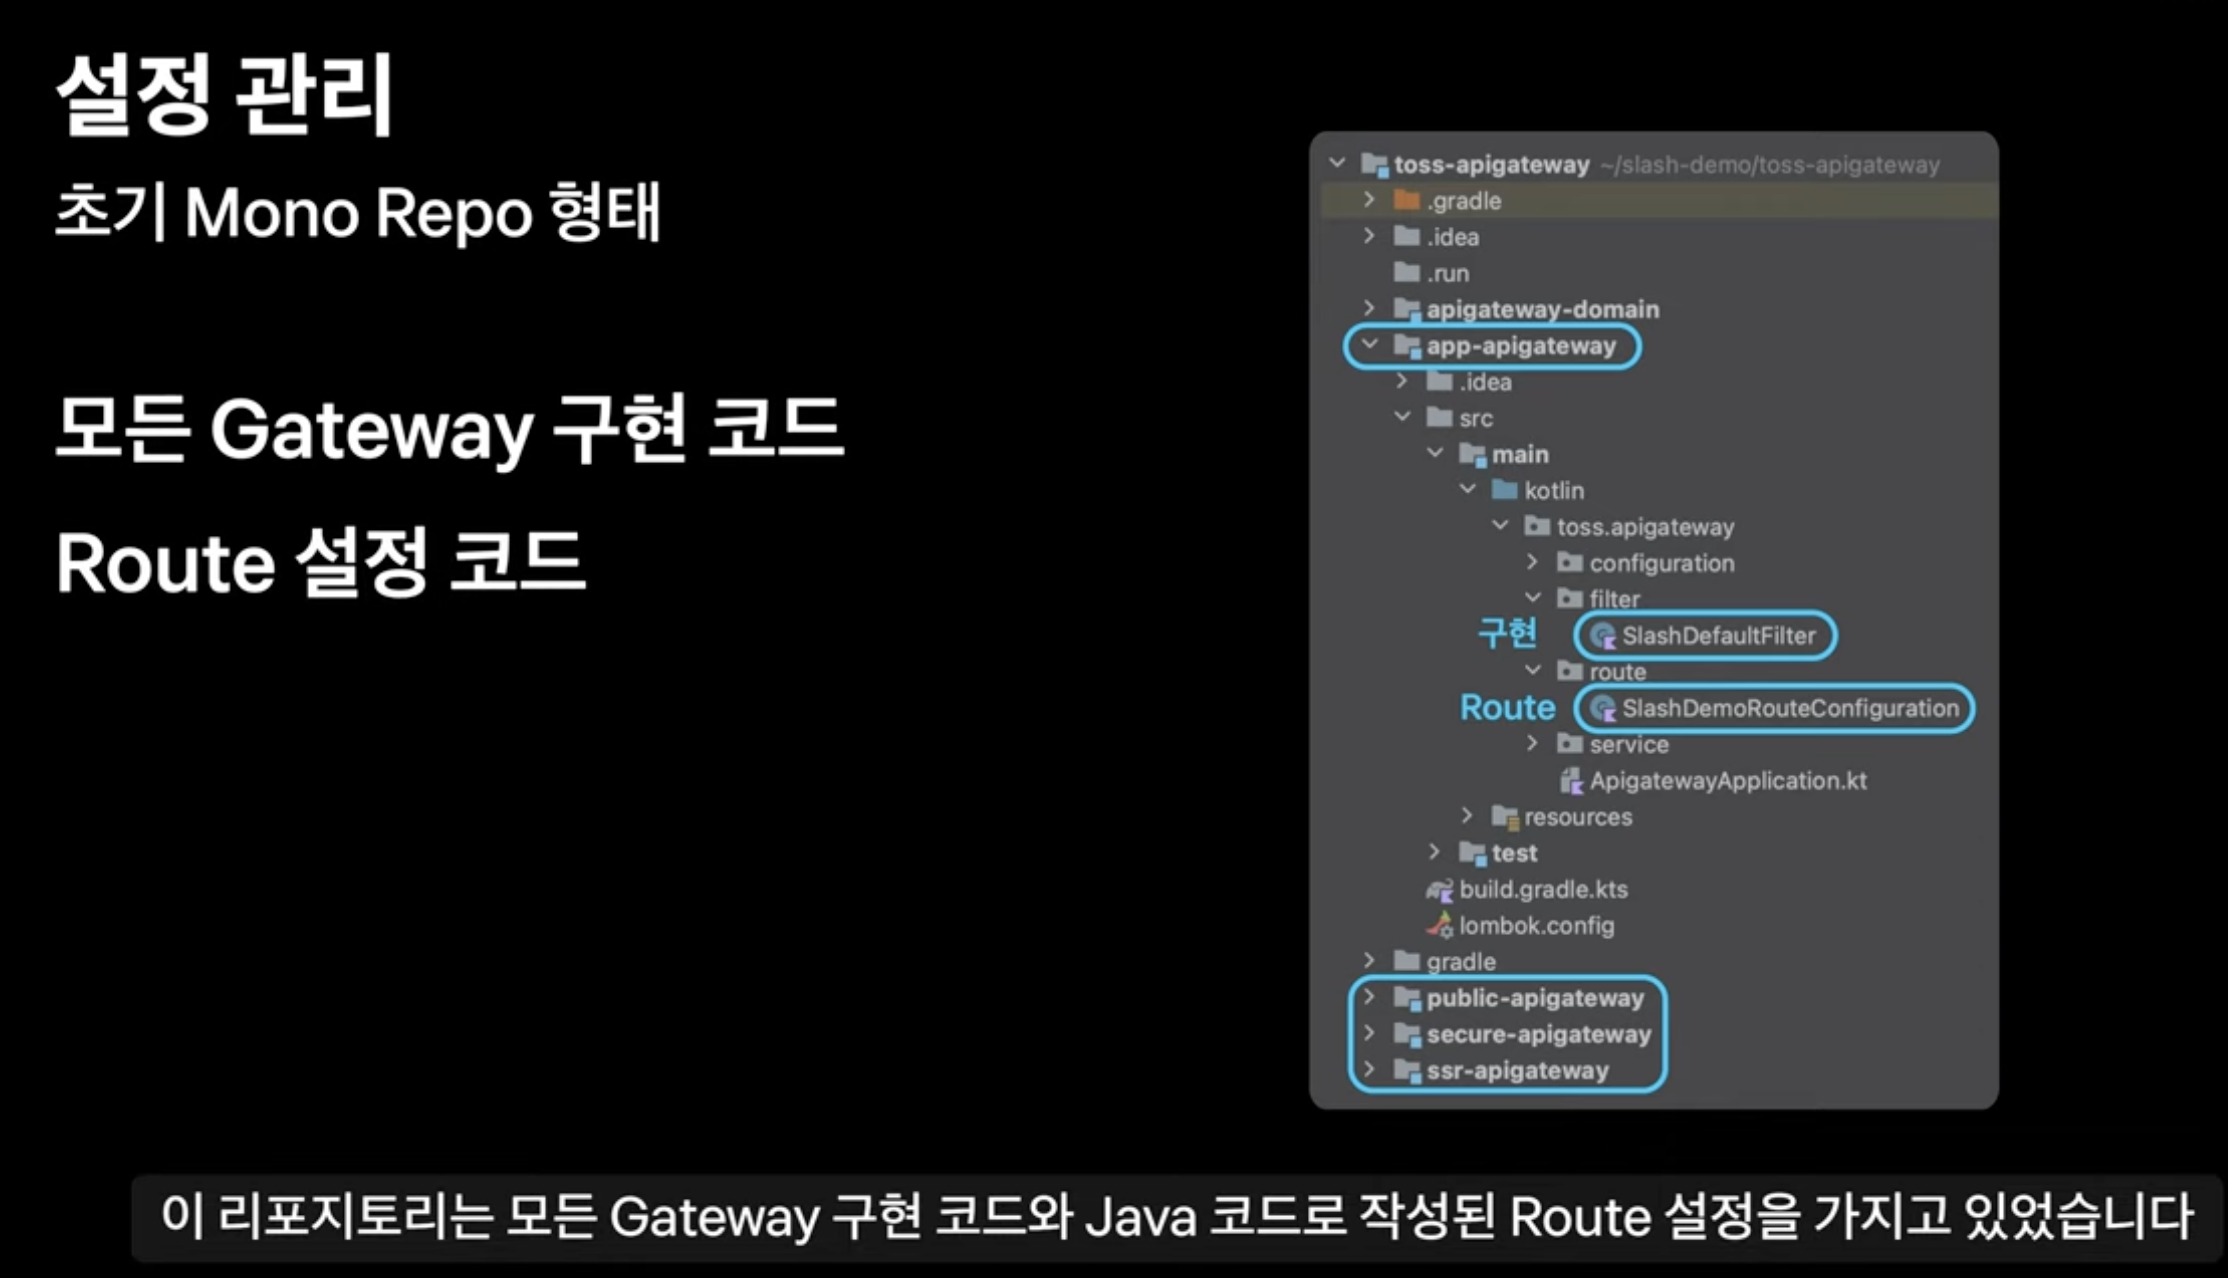 설정 관리
초기 Mono Repo 형태
모든 Gateway 구현 코드
Route 설정 코드
toss-apigateway ~/slash-demo/toss-apigateway
.gradle
.idea
.run
apigateway-domain
app-apigateway
.idea
src
main
kotlin
toss.apigateway
configuration
filter
구현 SlashDefaultFilter
route
Route SlashDemoRouteConfiguration
service
ApigatewayApplication.kt
resources
test
build.gradle.kts
lombok.config
gradle
public-apigateway
secure-apigateway
ssr-apigateway
이 리포지토리는 모든 Gateway 구현 코드와 Java 코드로 작성된 Route 설정을 가지고 있었습니다